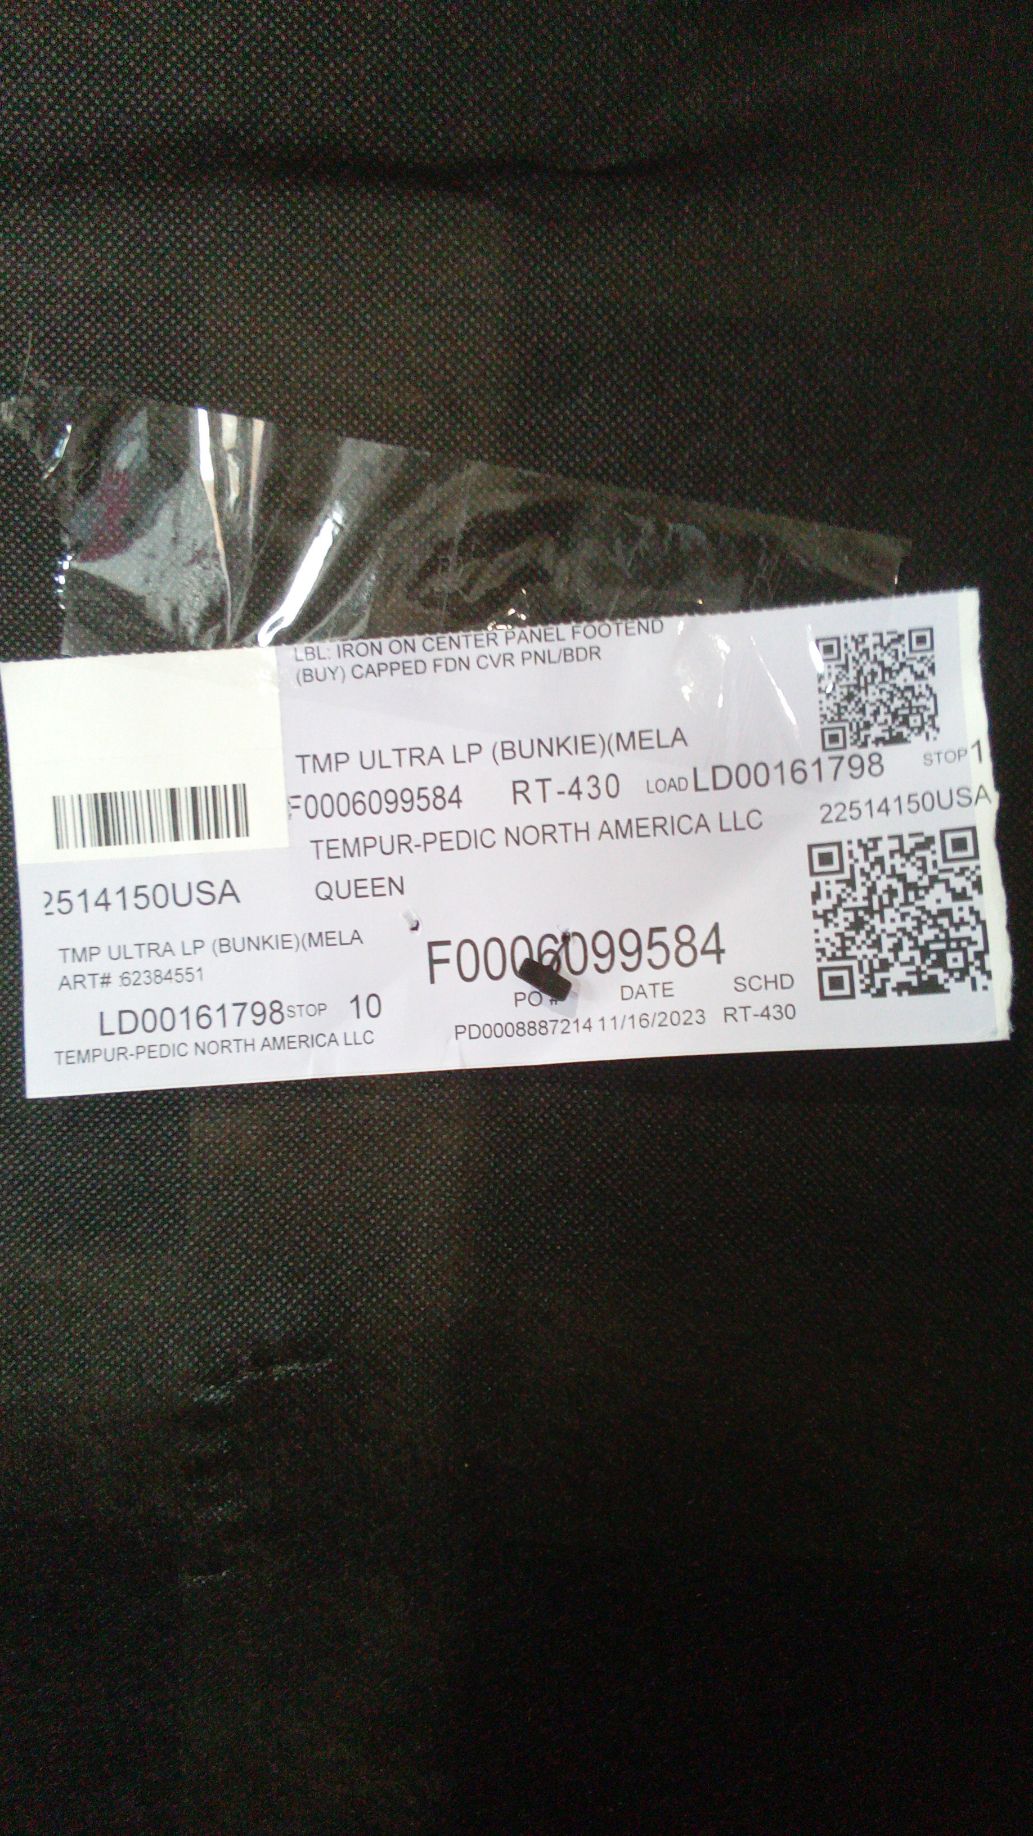 LBL: IRON ON CENTER PANEL FOOTEND
(BUY) CAPPED FDN CVR PNL/BDR
TMP ULTRA LP (BUNKIE)(MELA
F0006099584 RT-430 LOAD LD00161798 STOP 1
TEMPUR-PEDIC NORTH AMERICA LLC 22514150USA
QUEEN
2514150USA
TMP ULTRA LP (BUNKIE)(MELA
ART# 62384551
LD00161798 STOP 10
TEMPUR-PEDIC NORTH AMERICA LLC
F0006099584
PO # DATE SCHD
PD0008887214 11/16/2023 RT-430